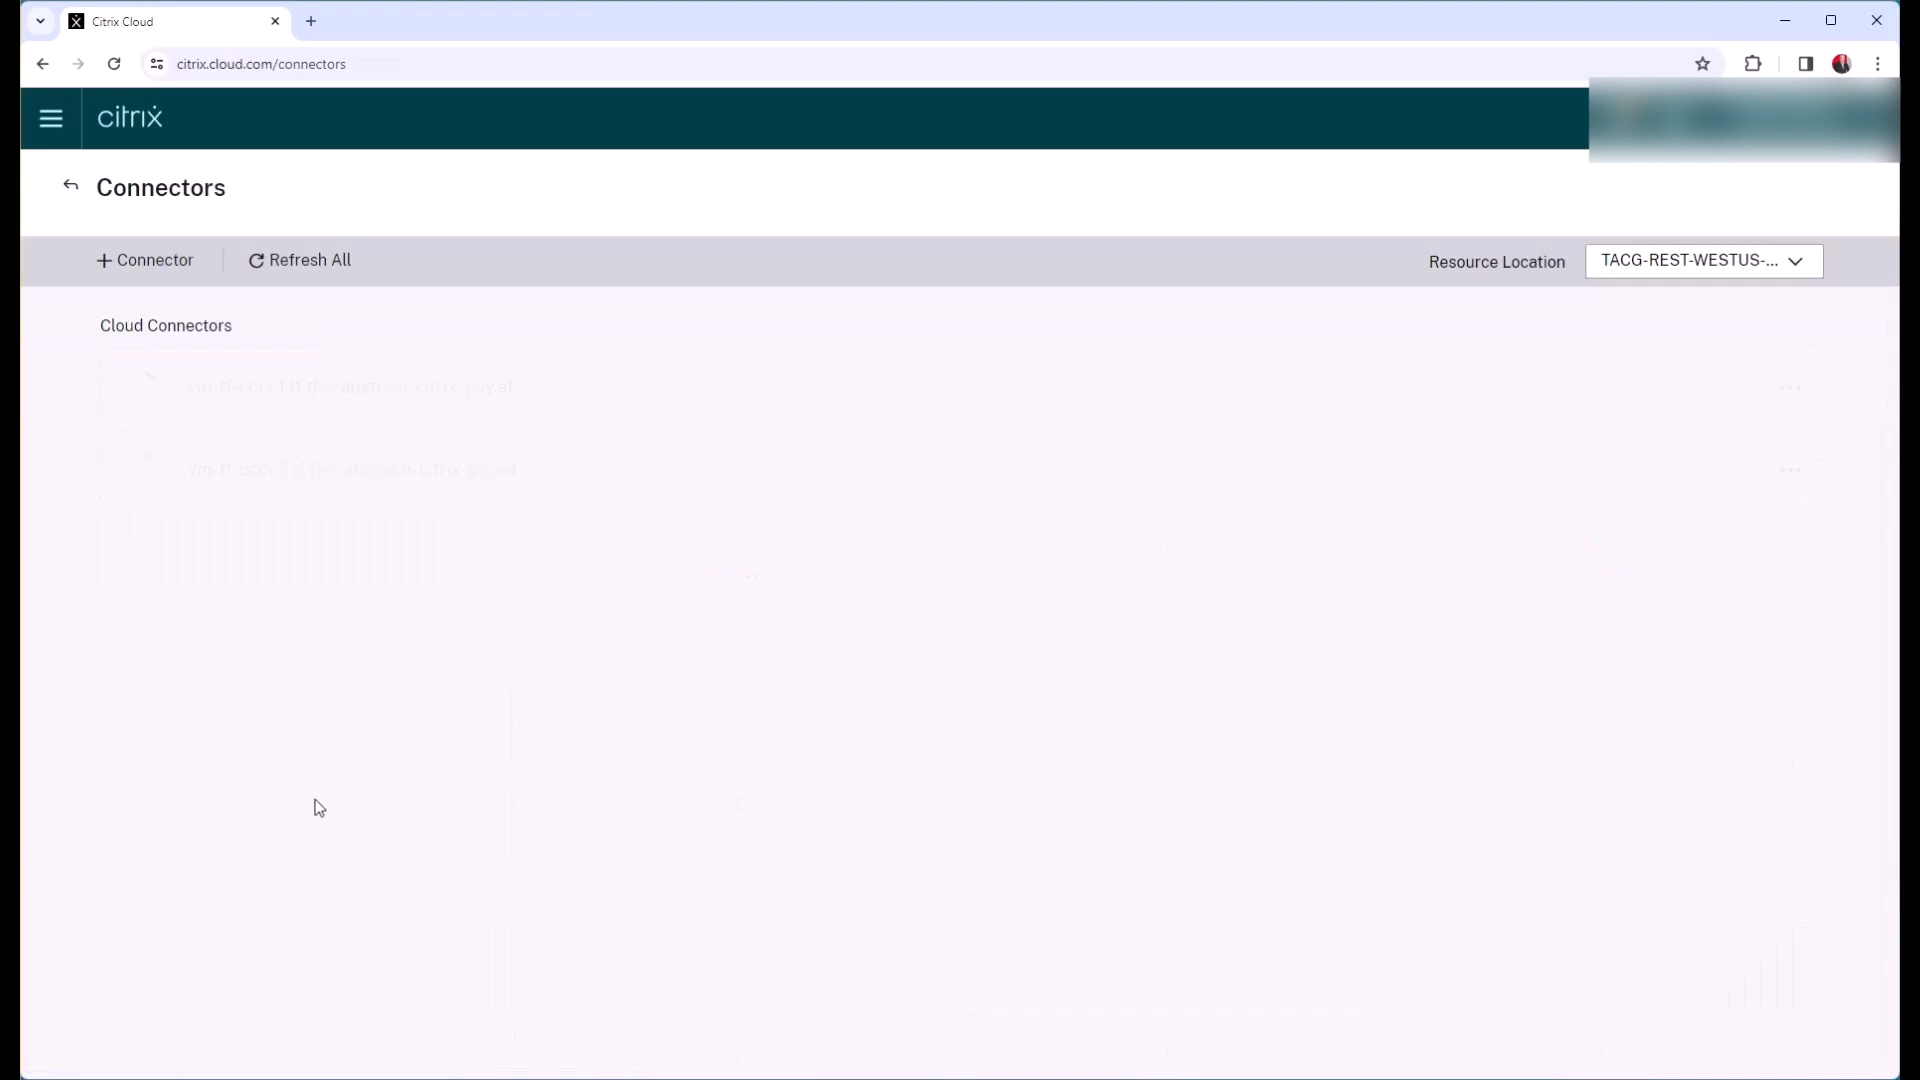 Citrix Cloud
citrix.cloud.com/connectors
citrix
Connectors
Connector
Refresh All
Resource Location
TACG-REST-WESTUS-...
Cloud Connectors